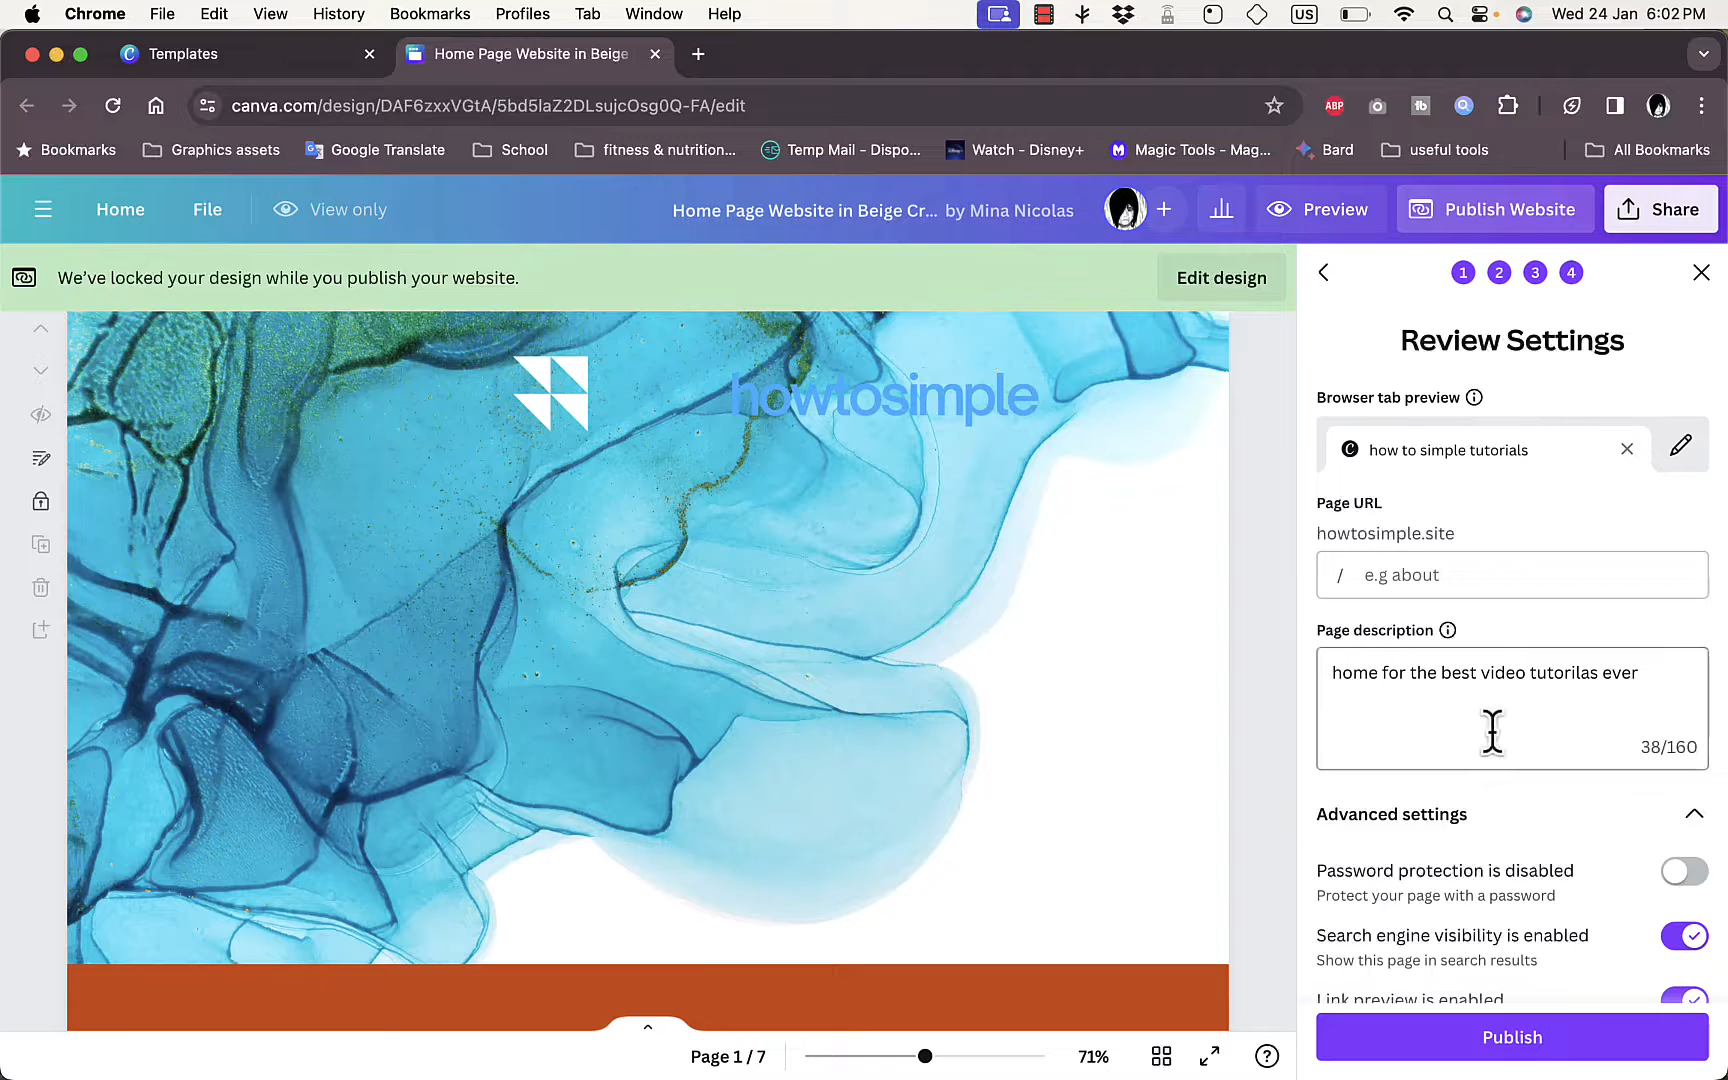 Chrome File Edit View History Bookmarks Profiles Tab Window Help US Wed 24 Jan 6:02 PM
Templates Home Page Website in Beige
canva.com/design/DAF6zxxVGtA/5bd5laZ2DLsujcOsg0Q-FA/edit ABP tb
Bookmarks Graphics assets Google Translate School fitness & nutrition... Temp Mail - Dispo... Watch - Disney+ Magic Tools - Mag... Bard useful tools All Bookmarks
Home File View only Home Page Website in Beige Cr... by Mina Nicolas Preview Publish Website Share
We've locked your design while you publish your website. Edit design
1 2 3 4
howtosimple
Review Settings
Browser tab preview
how to simple tutorials
Page URL
howtosimple.site
/ e.g about
Page description
home for the best video tutorilas ever
38/160
Advanced settings
Password protection is disabled
Protect your page with a password
Search engine visibility is enabled
Show this page in search results
Link preview is enabled
Publish
Page 1 / 7 71%